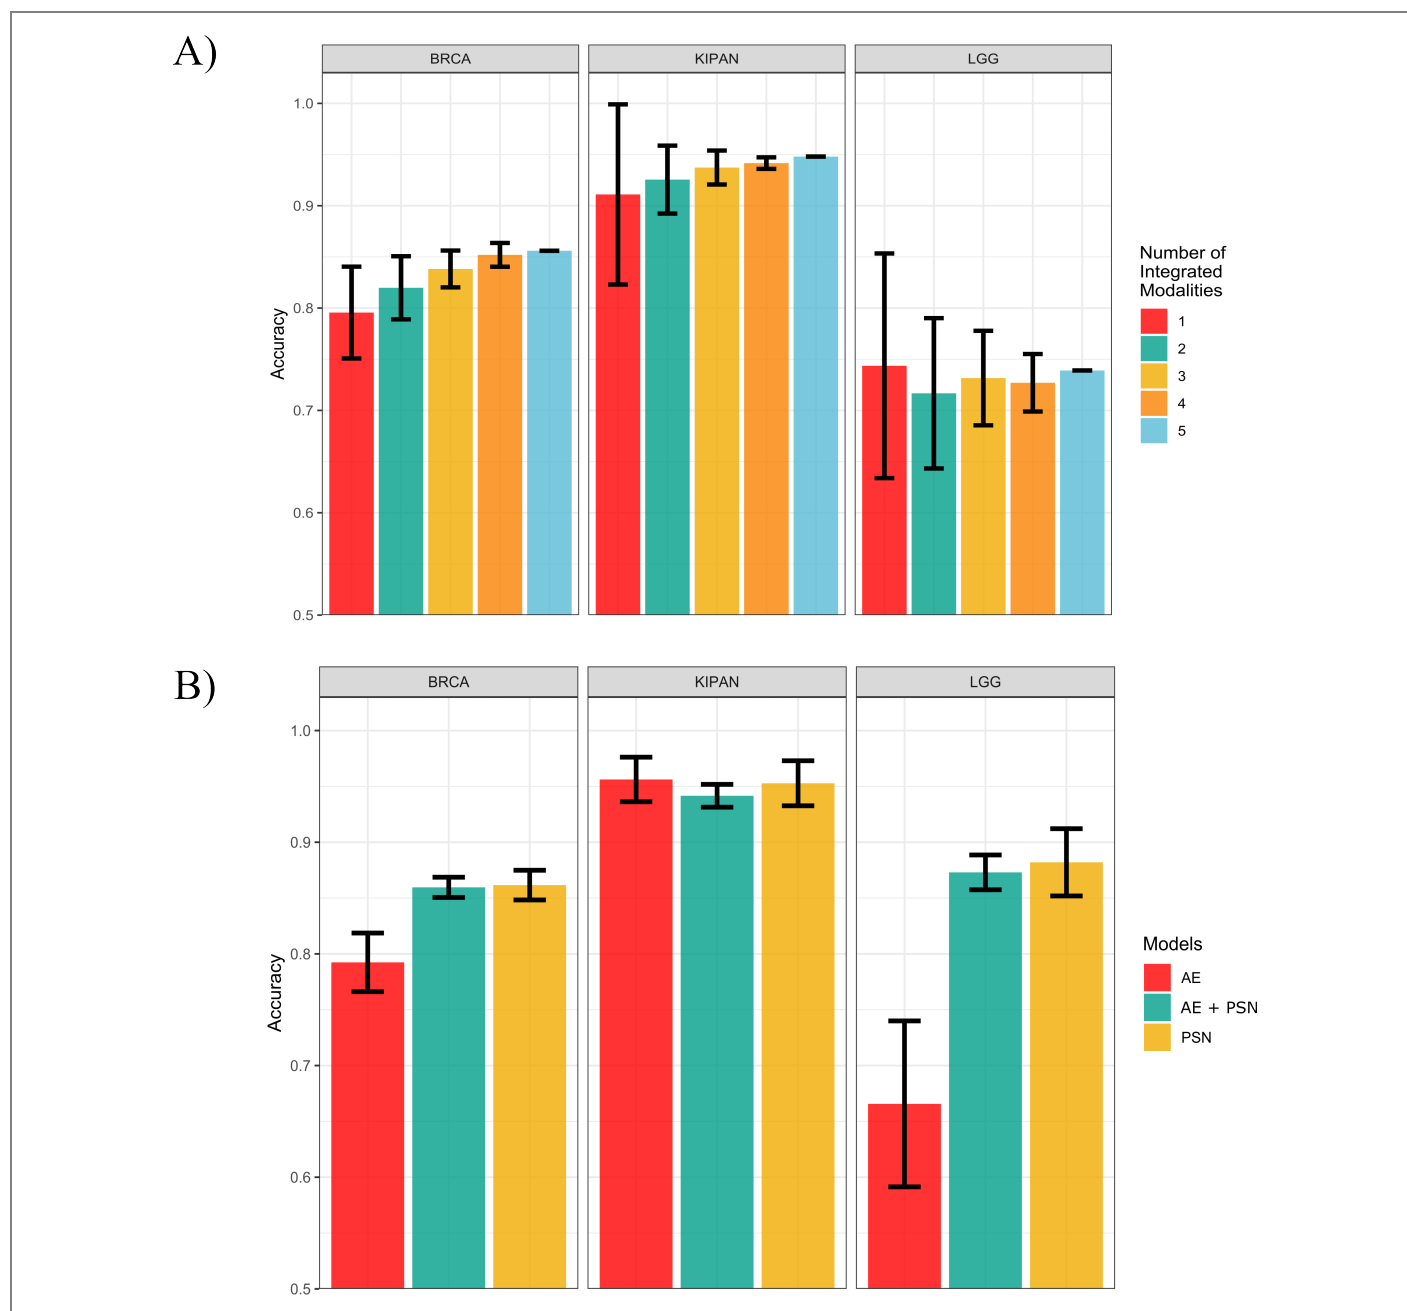 A)
BRCA
KIPAN
LGG
1.0
0.9
0.8
0.7
0.6
0.5
Accuracy
Number of
Integrated
Modalities
1
2
3
4
5
B)
BRCA
KIPAN
LGG
1.0
0.9
0.8
0.7
0.6
0.5
Accuracy
Models
AE
AE + PSN
PSN